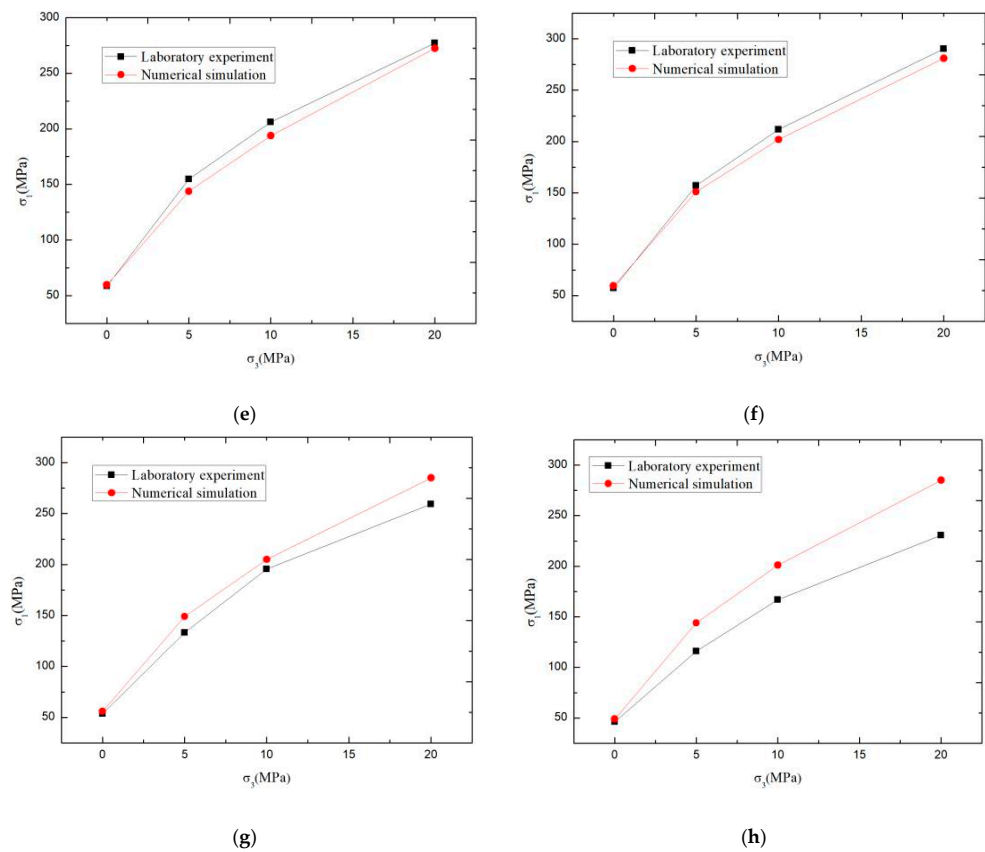 300
250
200
150
100
50
σ1(MPa)
Laboratory experiment
Numerical simulation
0 5 10 15 20
σ3(MPa)
(e)
300
250
200
150
100
50
σ1(MPa)
Laboratory experiment
Numerical simulation
0 5 10 15 20
σ3(MPa)
(f)
300
250
200
150
100
50
σ1(MPa)
Laboratory experiment
Numerical simulation
0 5 10 15 20
σ3(MPa)
(g)
300
250
200
150
100
50
σ1(MPa)
Laboratory experiment
Numerical simulation
0 5 10 15 20
σ3(MPa)
(h)